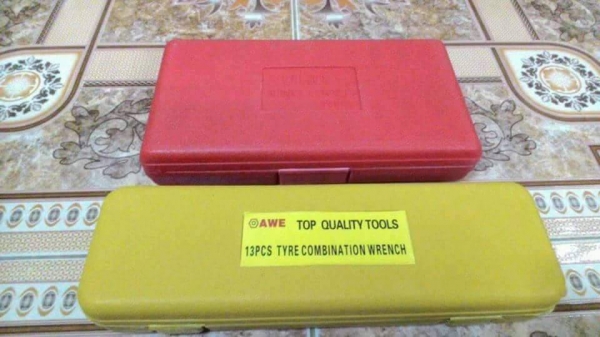 AWE TOP QUALITY TOOLS
13PCS TYRE COMBINATION WRENCH